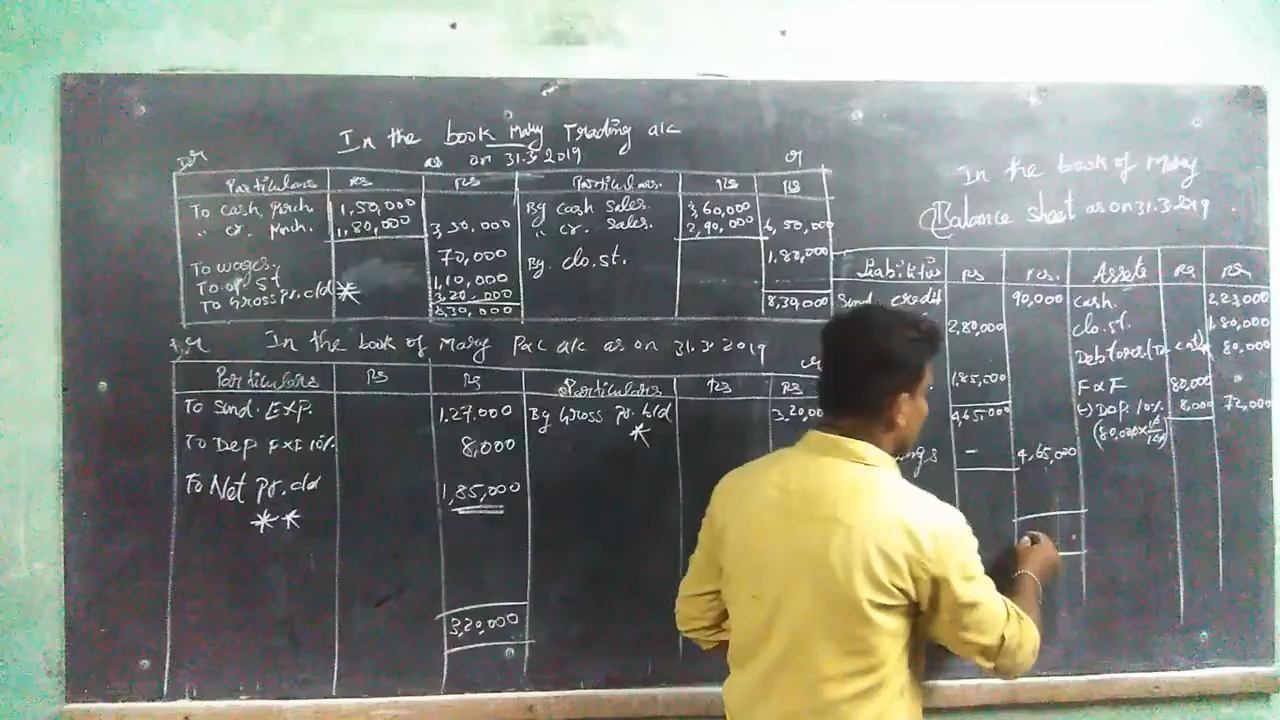 In the book Mary Trading a/c
as on 31.3.2019
Dr Cr
Particulars Rs Rs Particulars. Rs Rs
To cash purch. 1,50,000 By cash sales. 3,60,000
" cr. purch. 1,80,000 3,30,000 " cr. sales. 2,90,000 6,50,000
To wages. 70,000 By. clo.st. 1,80,000
To op. st 1,10,000
To Gross pr. c/d * 3,20,000
8,30,000 8,30,000
Dr In the book of Mary P&L a/c as on 31.3.2019 Cr
Particulars Rs Rs Particulars Rs Rs
To Sund. Exp. 1,27,000 By Gross pr. b/d * 3,20,00
To Dep F&F 10%. 8,000
To Net pr. c/d 1,85,000
**
3,20,000
In the book of Mary
Balance sheet as on 31.3.2019.
Liabilities Rs Rs. Assets Rs Rs
Sund. credit 90,000 Cash. 2,23,000
2,80,000 Clo.st. 1,80,000
Debtors 80,000
1,85,000 F&F 80,000
4,65,000 (-) Dep. 10% 8,000 72,000
ings - 4,65,000